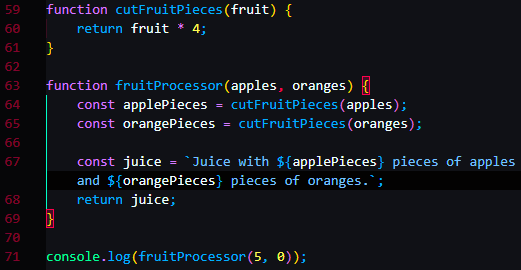 59 function cutFruitPieces(fruit) {
60     return fruit * 4;
61 }
62
63 function fruitProcessor(apples, oranges) {
64     const applePieces = cutFruitPieces(apples);
65     const orangePieces = cutFruitPieces(oranges);
66
67     const juice = `Juice with ${applePieces} pieces of apples
    and ${orangePieces} pieces of oranges.`;
68     return juice;
69 }
70
71 console.log(fruitProcessor(5, 0));